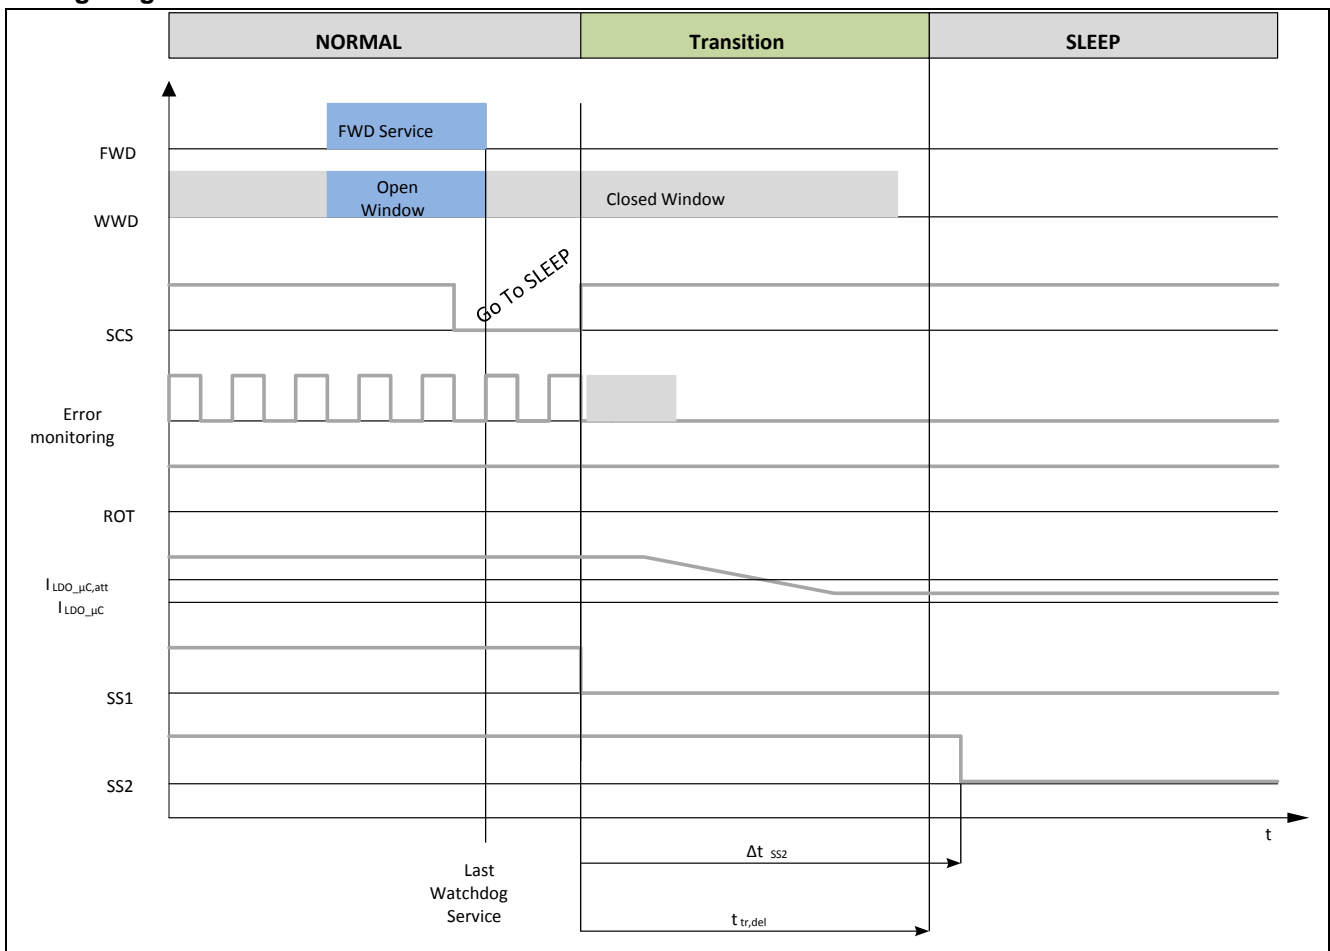 NORMAL Transition SLEEP
FWD Service
FWD
Open
Window
Closed Window
WWD
Go To SLEEP
SCS
Error
monitoring
ROT
I LDO_µC,att
I LDO_µC
SS1
SS2
t
Δt SS2
Last
Watchdog
Service
t tr,del